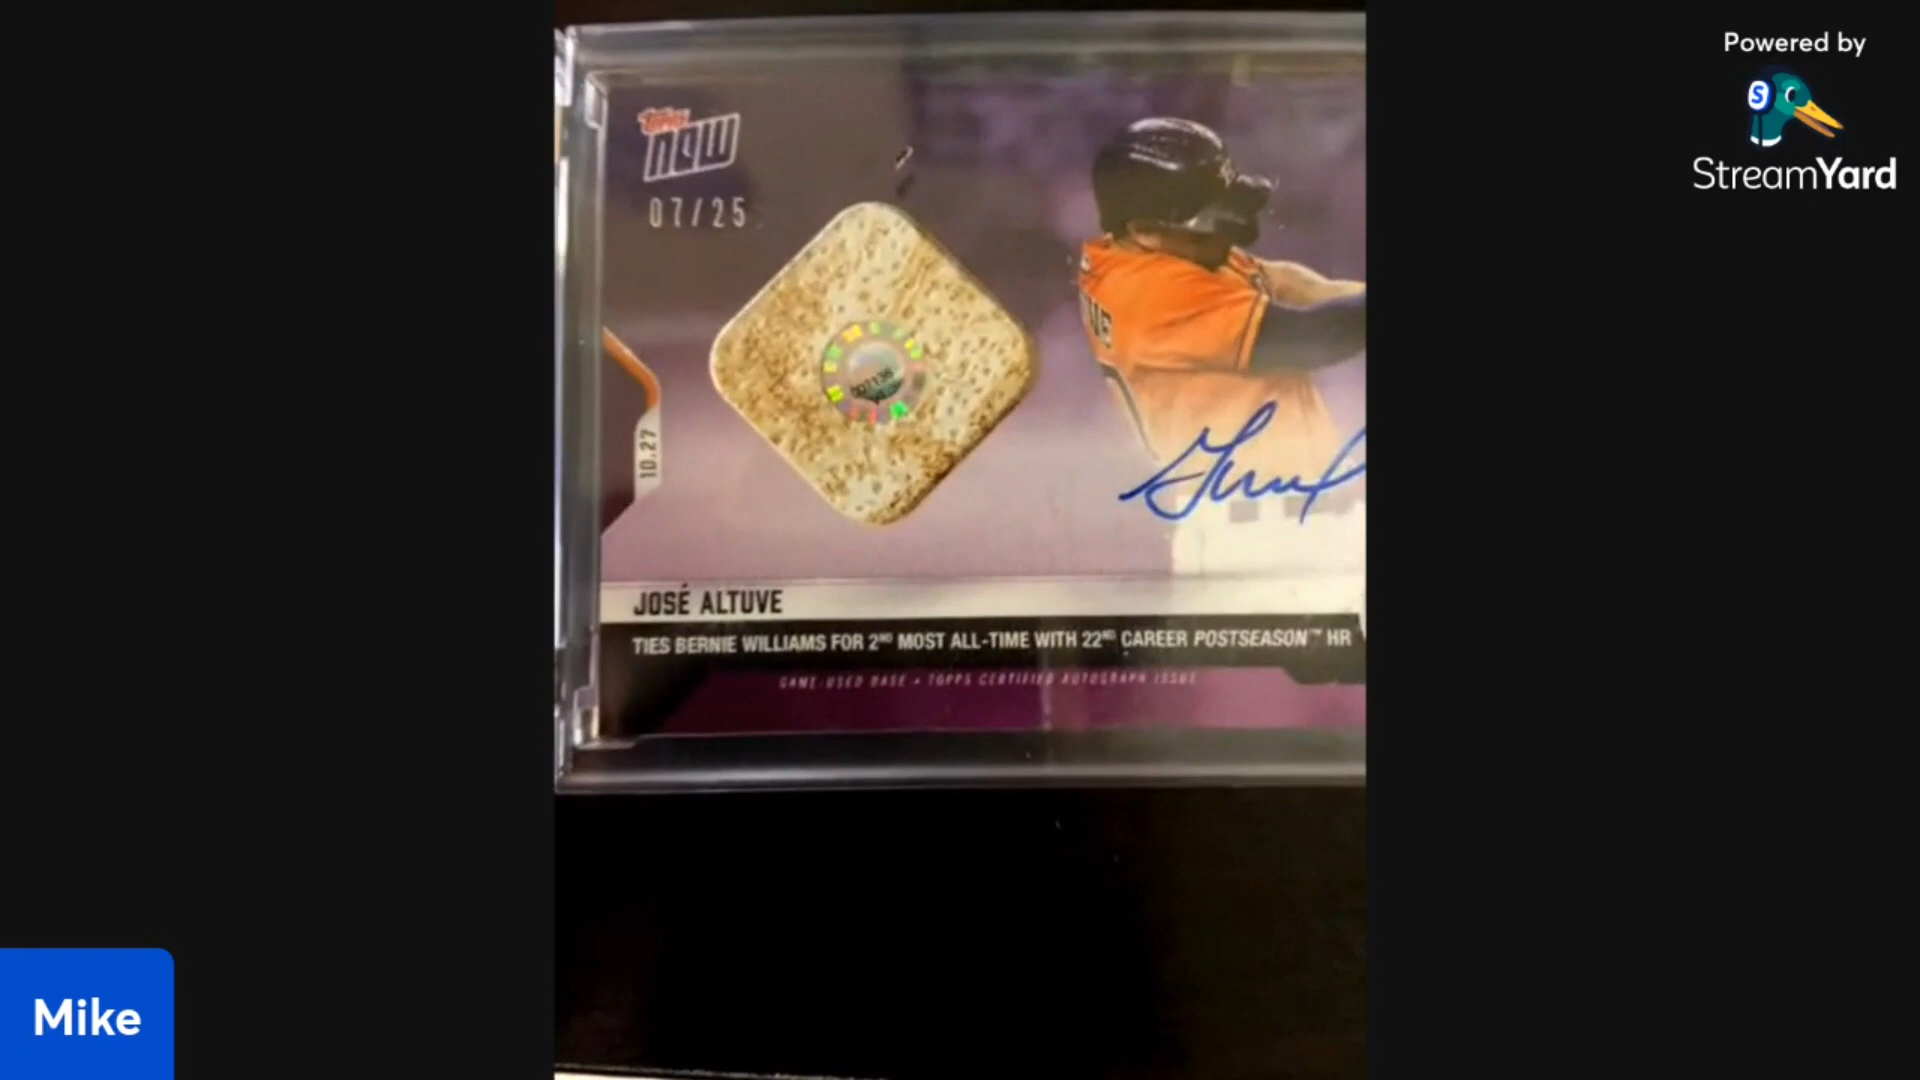 Powered by
StreamYard
TOPPS
NOW
07/25
10.27
JOSÉ ALTUVE
TIES BERNIE WILLIAMS FOR 2ND MOST ALL-TIME WITH 22ND CAREER POSTSEASON™ HR
GAME-USED BASE • TOPPS CERTIFIED AUTOGRAPH ISSUE
Mike